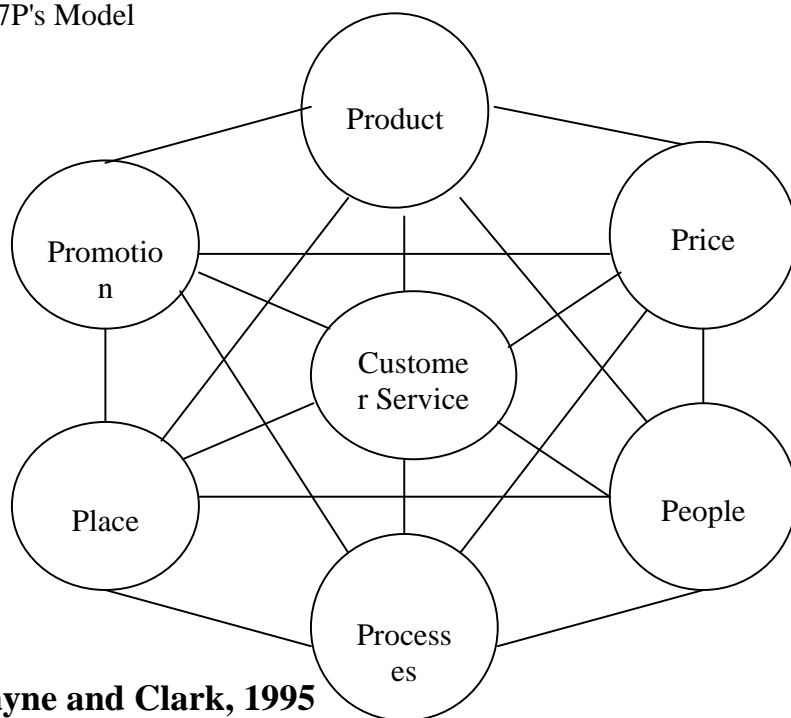 7P's Model
Product
Promotio
n
Price
Custome
r Service
Place
People
Process
es
ayne and Clark, 1995